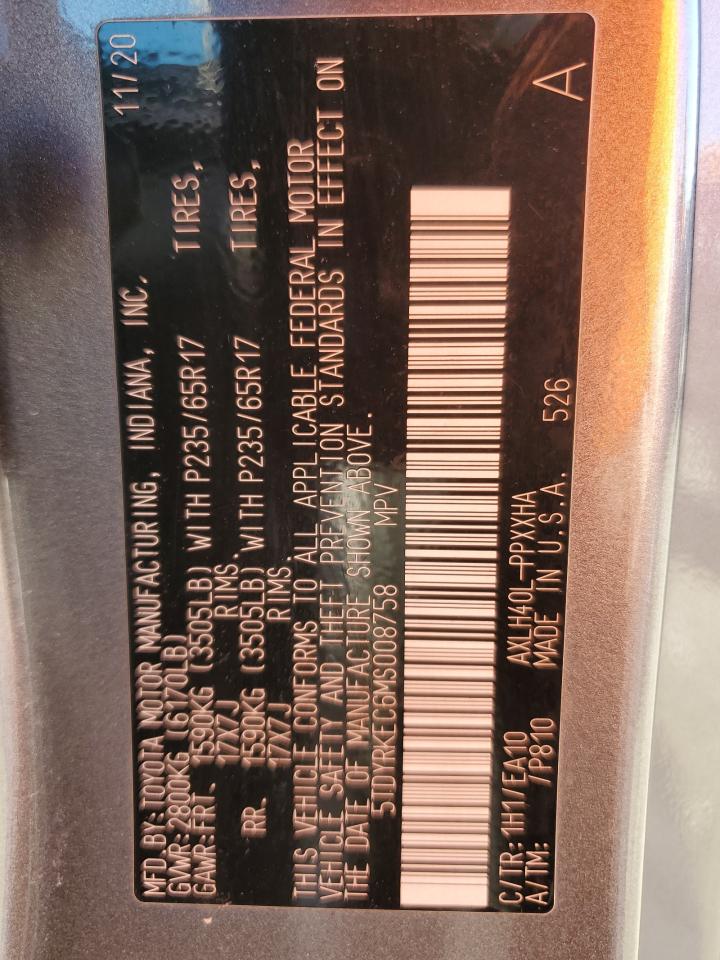 MFD.BY:TOYOTA MOTOR MANUFACTURING, INDIANA, INC. 11/20
GVWR:2800KG (6170LB)
GAWR:FRT. 1590KG (3505LB) WITH P235/65R17 TIRES,
17X7J RIMS.
RR. 1590KG (3505LB) WITH P235/65R17 TIRES,
17X7J RIMS.
THIS VEHICLE CONFORMS TO ALL APPLICABLE FEDERAL MOTOR
VEHICLE SAFETY AND THEFT PREVENTION STANDARDS IN EFFECT ON
THE DATE OF MANUFACTURE SHOWN ABOVE.
5TDYRKEC6MS008758 MPV
C/TR:1H1/EA10 AXLH40L-PPXXHA
A/TM: /P810 MADE IN U.S.A. 526
A